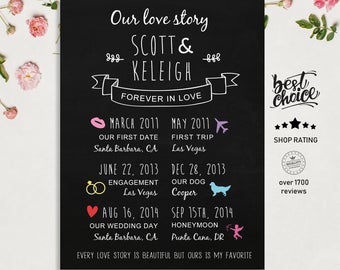 Our love story
SCOTT &
KELEIGH
FOREVER IN LOVE
MARCH 2011
OUR FIRST DATE
Santa Barbara, CA
MAY 2011
FIRST TRIP
Las Vegas
JUNE 22, 2013
ENGAGEMENT
Las Vegas
DEC 28, 2013
OUR DOG
Cooper
AUG 16, 2014
OUR WEDDING DAY
Santa Barbara, CA
SEP 15TH, 2014
HONEYMOON
Punta Cana, DR
EVERY LOVE STORY IS BEAUTIFUL BUT OURS IS MY FAVORITE
best
choice
SHOP RATING
over 1700
reviews